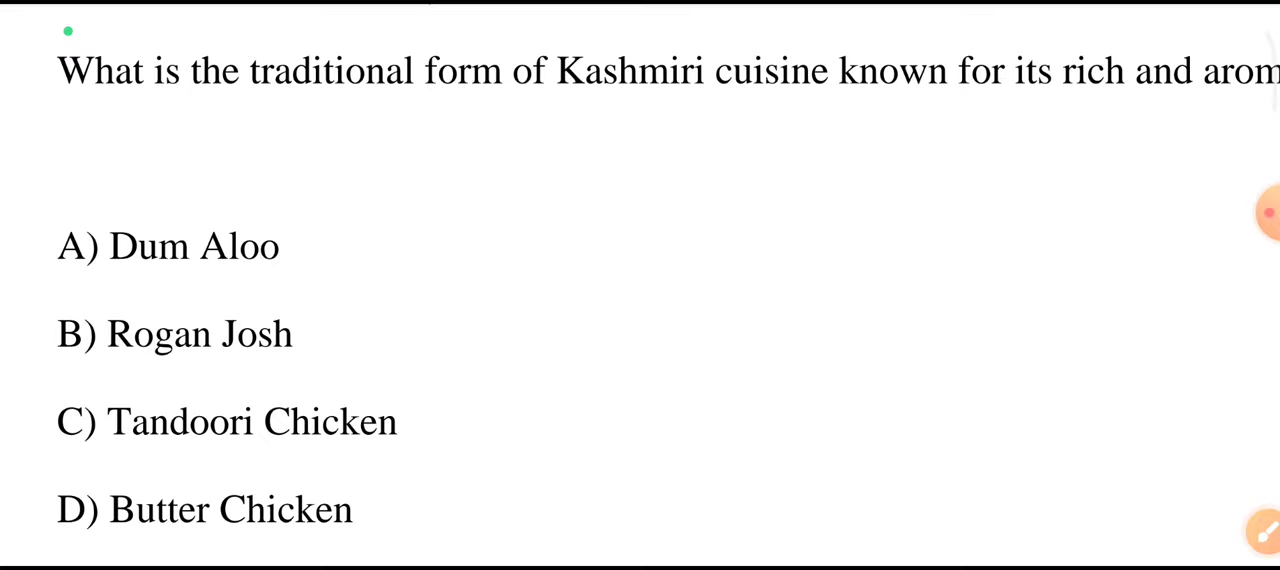 What is the traditional form of Kashmiri cuisine known for its rich and
A) Dum Aloo
B) Rogan Josh
C) Tandoori Chicken
D) Butter Chicken